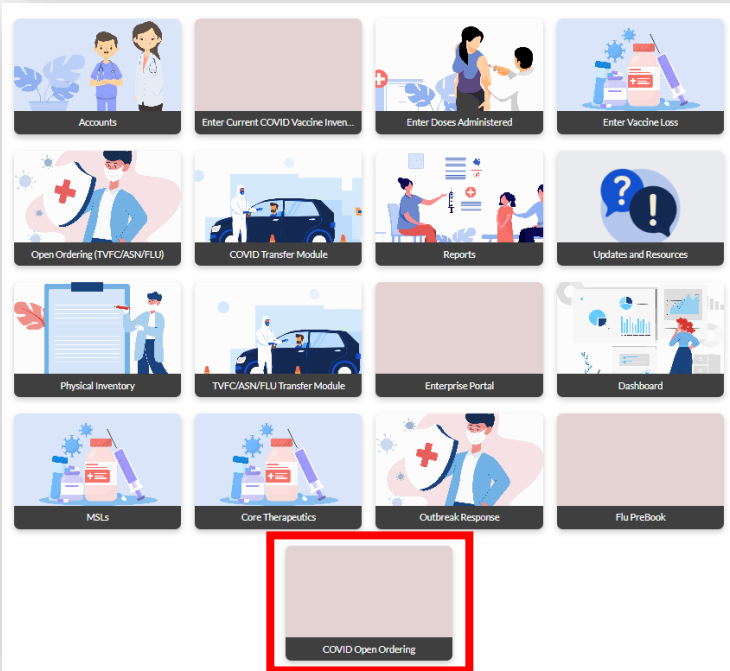 Accounts
Enter Current COVID Vaccine Inven...
Enter Doses Administered
Enter Vaccine Loss
Open Ordering (TVFC/ASN/FLU)
COVID Transfer Module
Reports
Updates and Resources
Physical Inventory
TVFC/ASN/FLU Transfer Module
Enterprise Portal
Dashboard
MSLs
Core Therapeutics
Outbreak Response
Flu PreBook
COVID Open Ordering